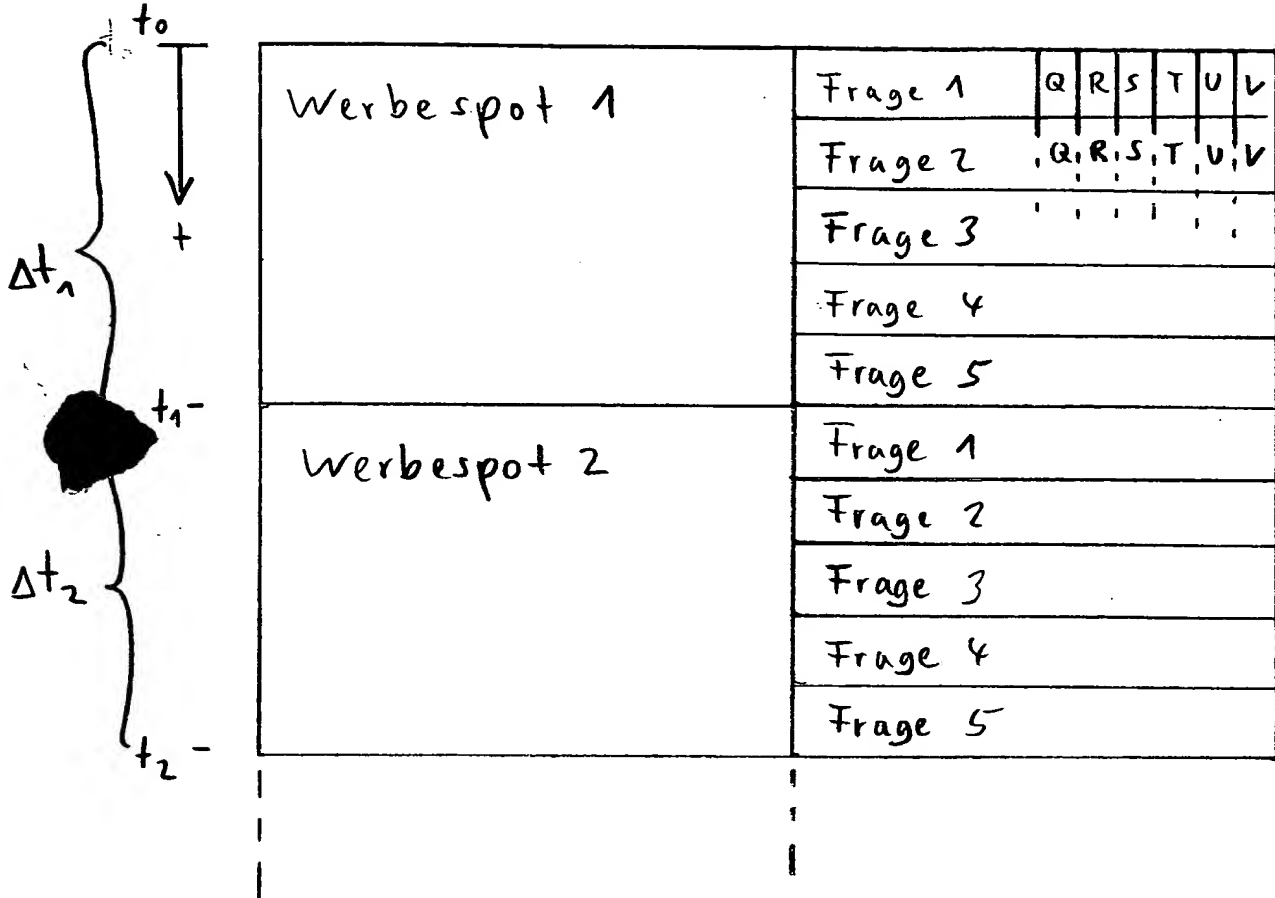 t₀
Werbespot 1
Frage 1 Q R S T U V
Frage 2 Q R S T U V
t
Frage 3
Δt₁
Frage 4
Frage 5
t₁
Frage 1
Werbespot 2
Frage 2
Δt₂
Frage 3
Frage 4
Frage 5
t₂